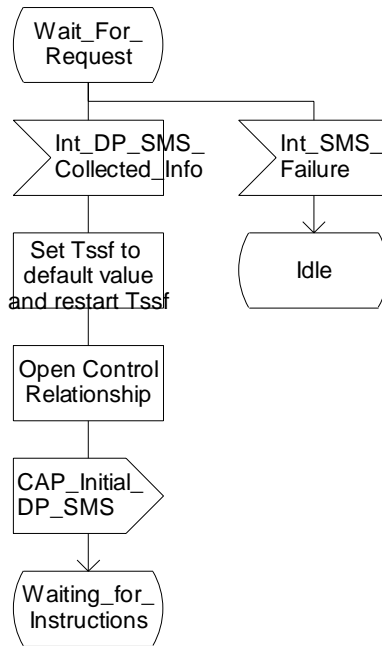 Wait_For_
Request
Int_DP_SMS_
Collected_Info
Int_SMS_
Failure
Set Tssf to
default value
and restart Tssf
Idle
Open Control
Relationship
CAP_Initial_
DP_SMS
Waiting_for_
Instructions